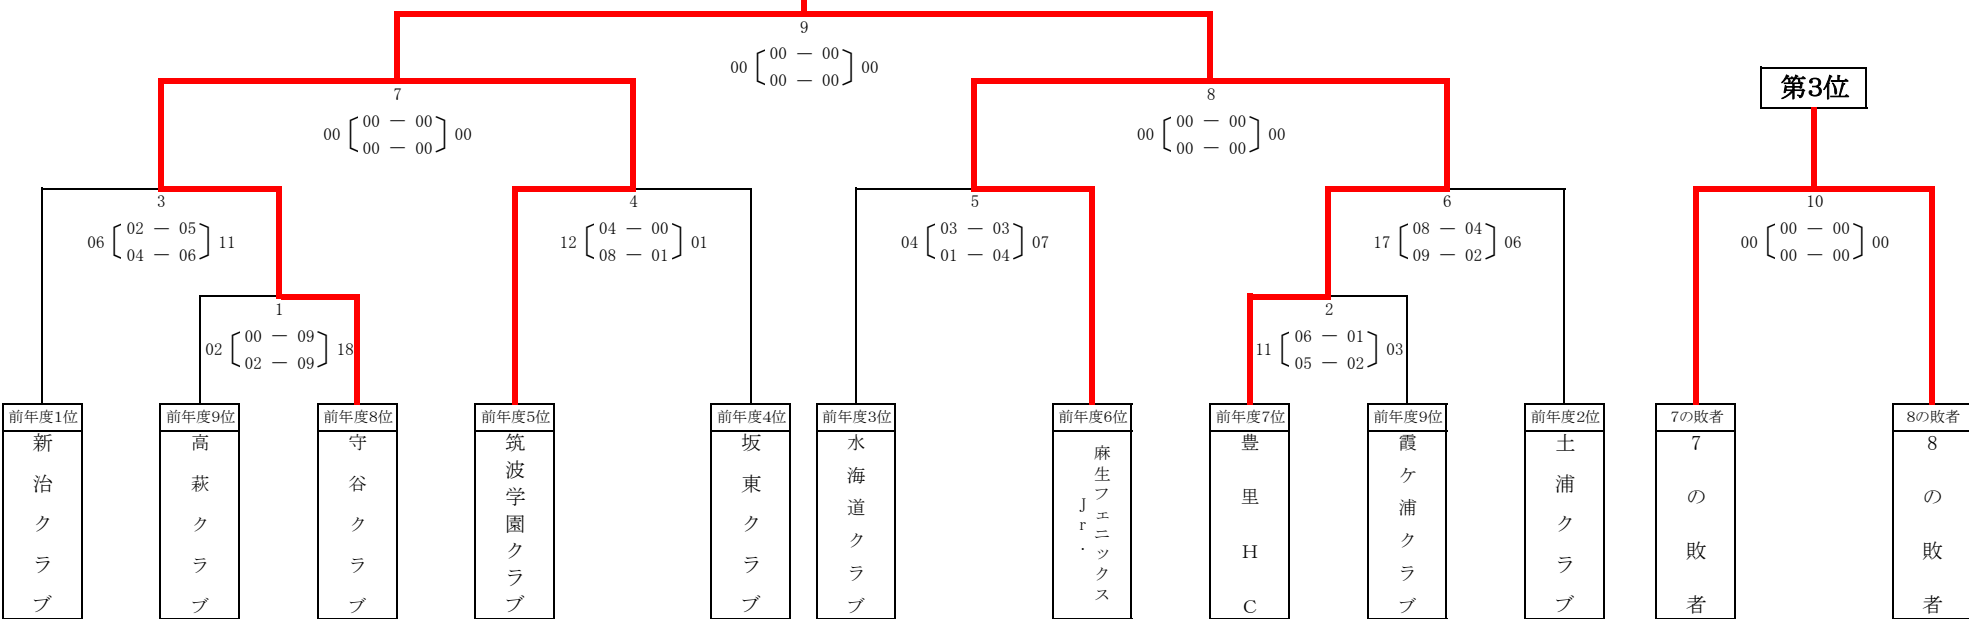 9
00 00 － 00 00
00 － 00
第3位
7
00 00 － 00 00
00 － 00
8
00 00 － 00 00
00 － 00
3
06 02 － 05 11
04 － 06
4
12 04 － 00 01
08 － 01
5
04 03 － 03 07
01 － 04
6
17 08 － 04 06
09 － 02
10
00 00 － 00 00
00 － 00
1
02 00 － 09 18
02 － 09
2
11 06 － 01 03
05 － 02
前年度1位
新治クラブ
前年度9位
高萩クラブ
前年度8位
守谷クラブ
前年度5位
筑波学園クラブ
前年度4位
坂東クラブ
前年度3位
水海道クラブ
前年度6位
麻生フェニックス
Jr.
前年度7位
豊里HC
前年度9位
霞ケ浦クラブ
前年度2位
土浦クラブ
7の敗者
7の敗者
8の敗者
8の敗者